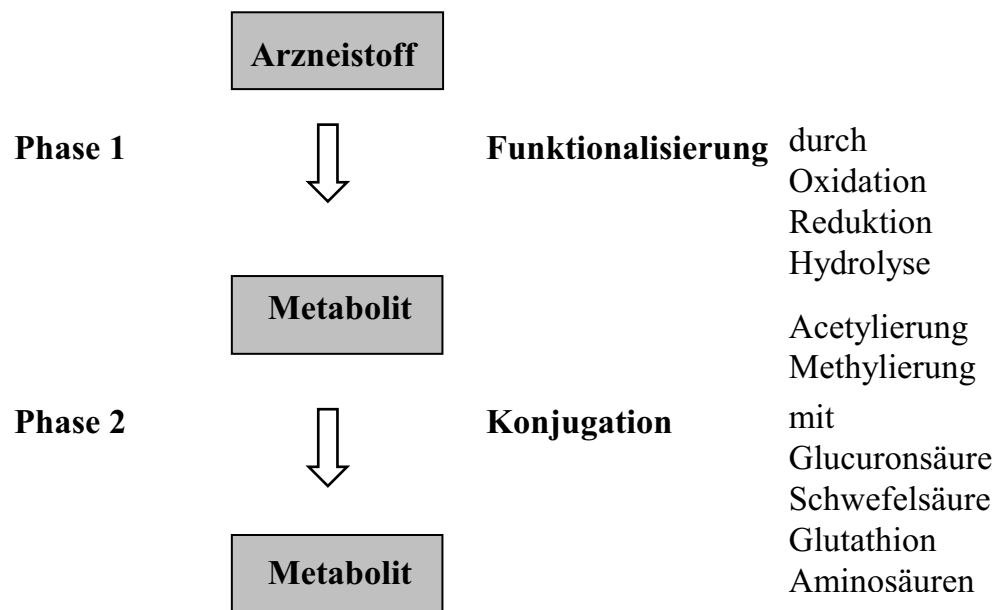 Arzneistoff
Phase 1
Funktionalisierung
durch
Oxidation
Reduktion
Hydrolyse
Metabolit
Acetylierung
Methylierung
Phase 2
Konjugation
mit
Glucuronsäure
Schwefelsäure
Glutathion
Aminosäuren
Metabolit